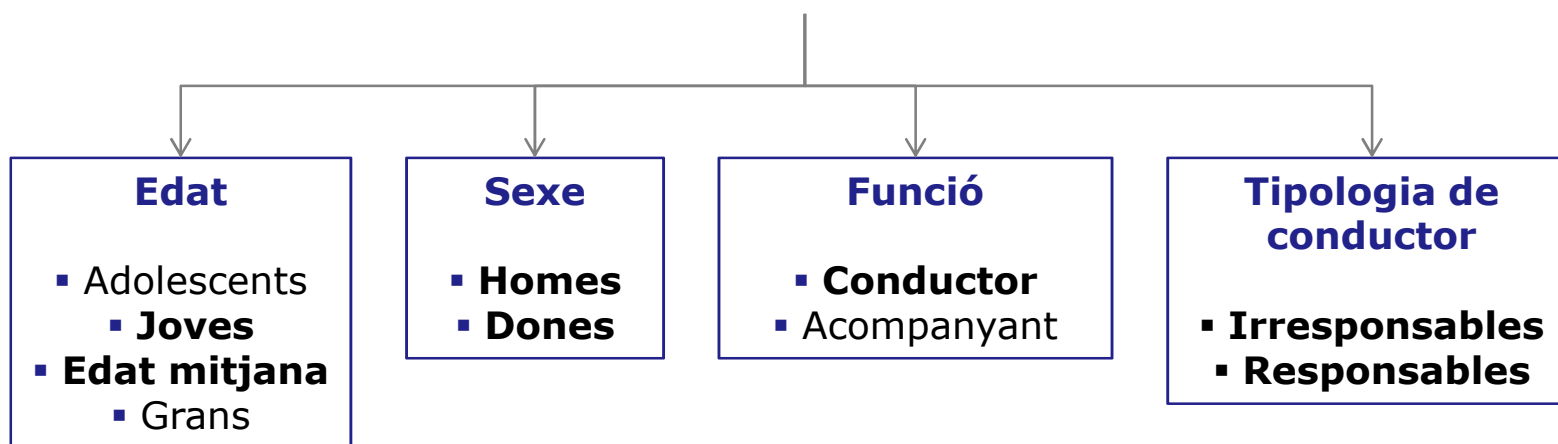 Edat
▪ Adolescents
▪ Joves
▪ Edat mitjana
▪ Grans
Sexe
▪ Homes
▪ Dones
Funció
▪ Conductor
▪ Acompanyant
Tipologia de
conductor
▪ Irresponsables
▪ Responsables